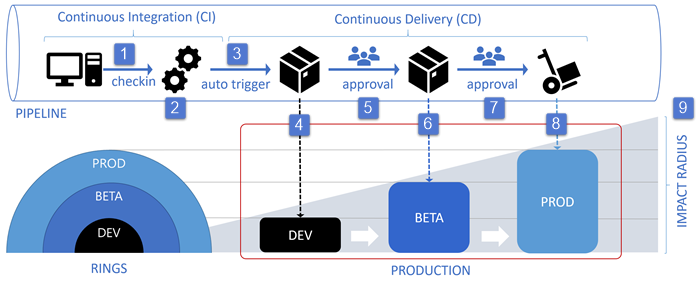 Continuous Integration (CI)
Continuous Delivery (CD)
1
checkin
2
3
auto trigger
approval
5
approval
7
PIPELINE
4
6
8
9
PROD
BETA
DEV
RINGS
DEV
BETA
PROD
PRODUCTION
IMPACT RADIUS